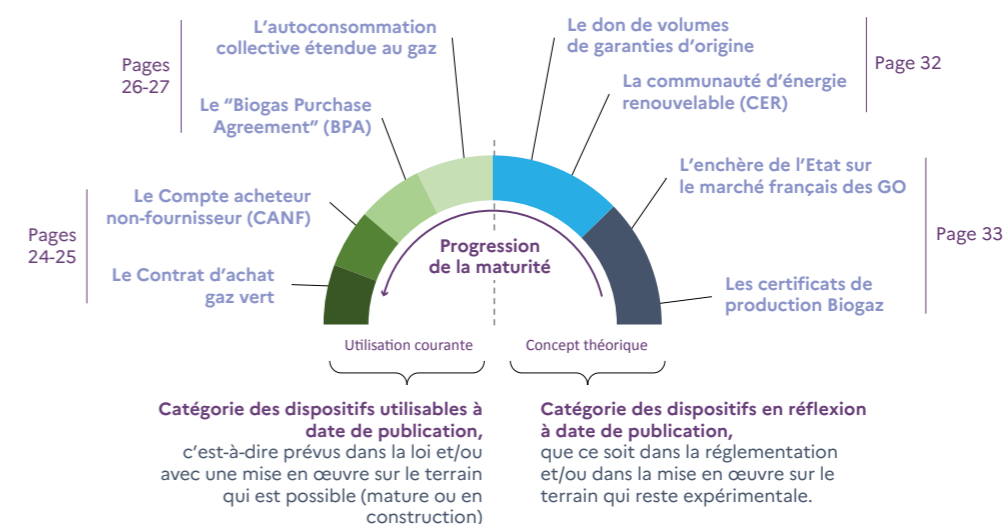 L'autoconsommation
collective étendue au gaz
Le “Biogas Purchase
Agreement” (BPA)
Pages
26-27
Le Compte acheteur
non-fournisseur (CANF)
Le Contrat d'achat
gaz vert
Pages
24-25
Le don de volumes
de garanties d'origine
La communauté d'énergie
renouvelable (CER)
Page 32
L'enchère de l'Etat sur
le marché français des GO
Les certificats de
production Biogaz
Page 33
Progression
de la maturité
Utilisation courante
Concept théorique
Catégorie des dispositifs utilisables à
date de publication,
c'est-à-dire prévus dans la loi et/ou
avec une mise en œuvre sur le terrain
qui est possible (mature ou en
construction)
Catégorie des dispositifs en réflexion
à date de publication,
que ce soit dans la réglementation
et/ou dans la mise en œuvre sur le
terrain qui reste expérimentale.